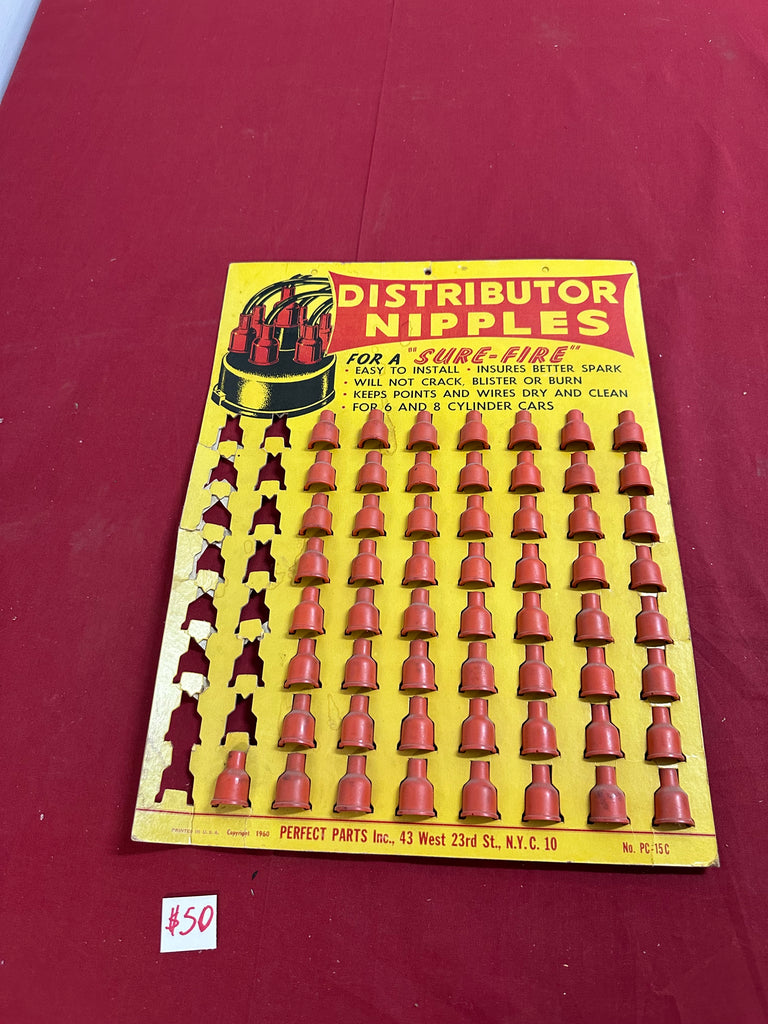 DISTRIBUTOR
NIPPLES
FOR A "SURE-FIRE"
• EASY TO INSTALL • INSURES BETTER SPARK
• WILL NOT CRACK, BLISTER OR BURN
• KEEPS POINTS AND WIRES DRY AND CLEAN
• FOR 6 AND 8 CYLINDER CARS
PRINTED IN U.S.A. Copyright 1960 PERFECT PARTS Inc., 43 West 23rd St., N.Y.C. 10 No. PC-15C
$50